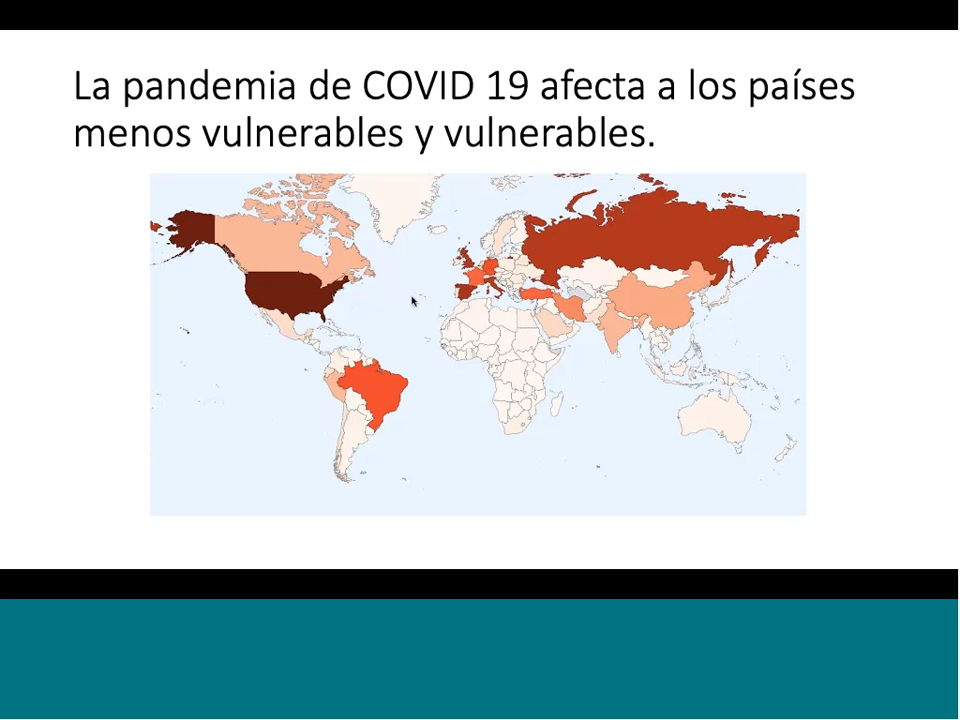 La pandemia de COVID 19 afecta a los países
menos vulnerables y vulnerables.